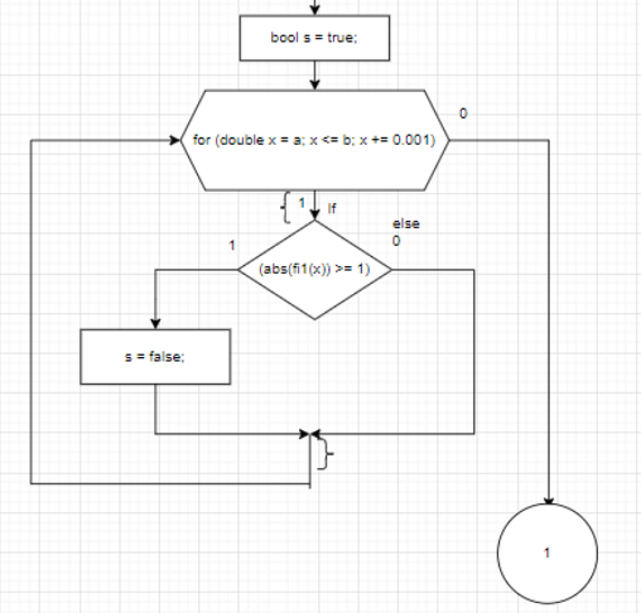 bool s = true;
0
for (double x = a; x <= b; x += 0.001)
{ 1 If
else
0
1
(abs(fi1(x)) >= 1)
s = false;
}
1